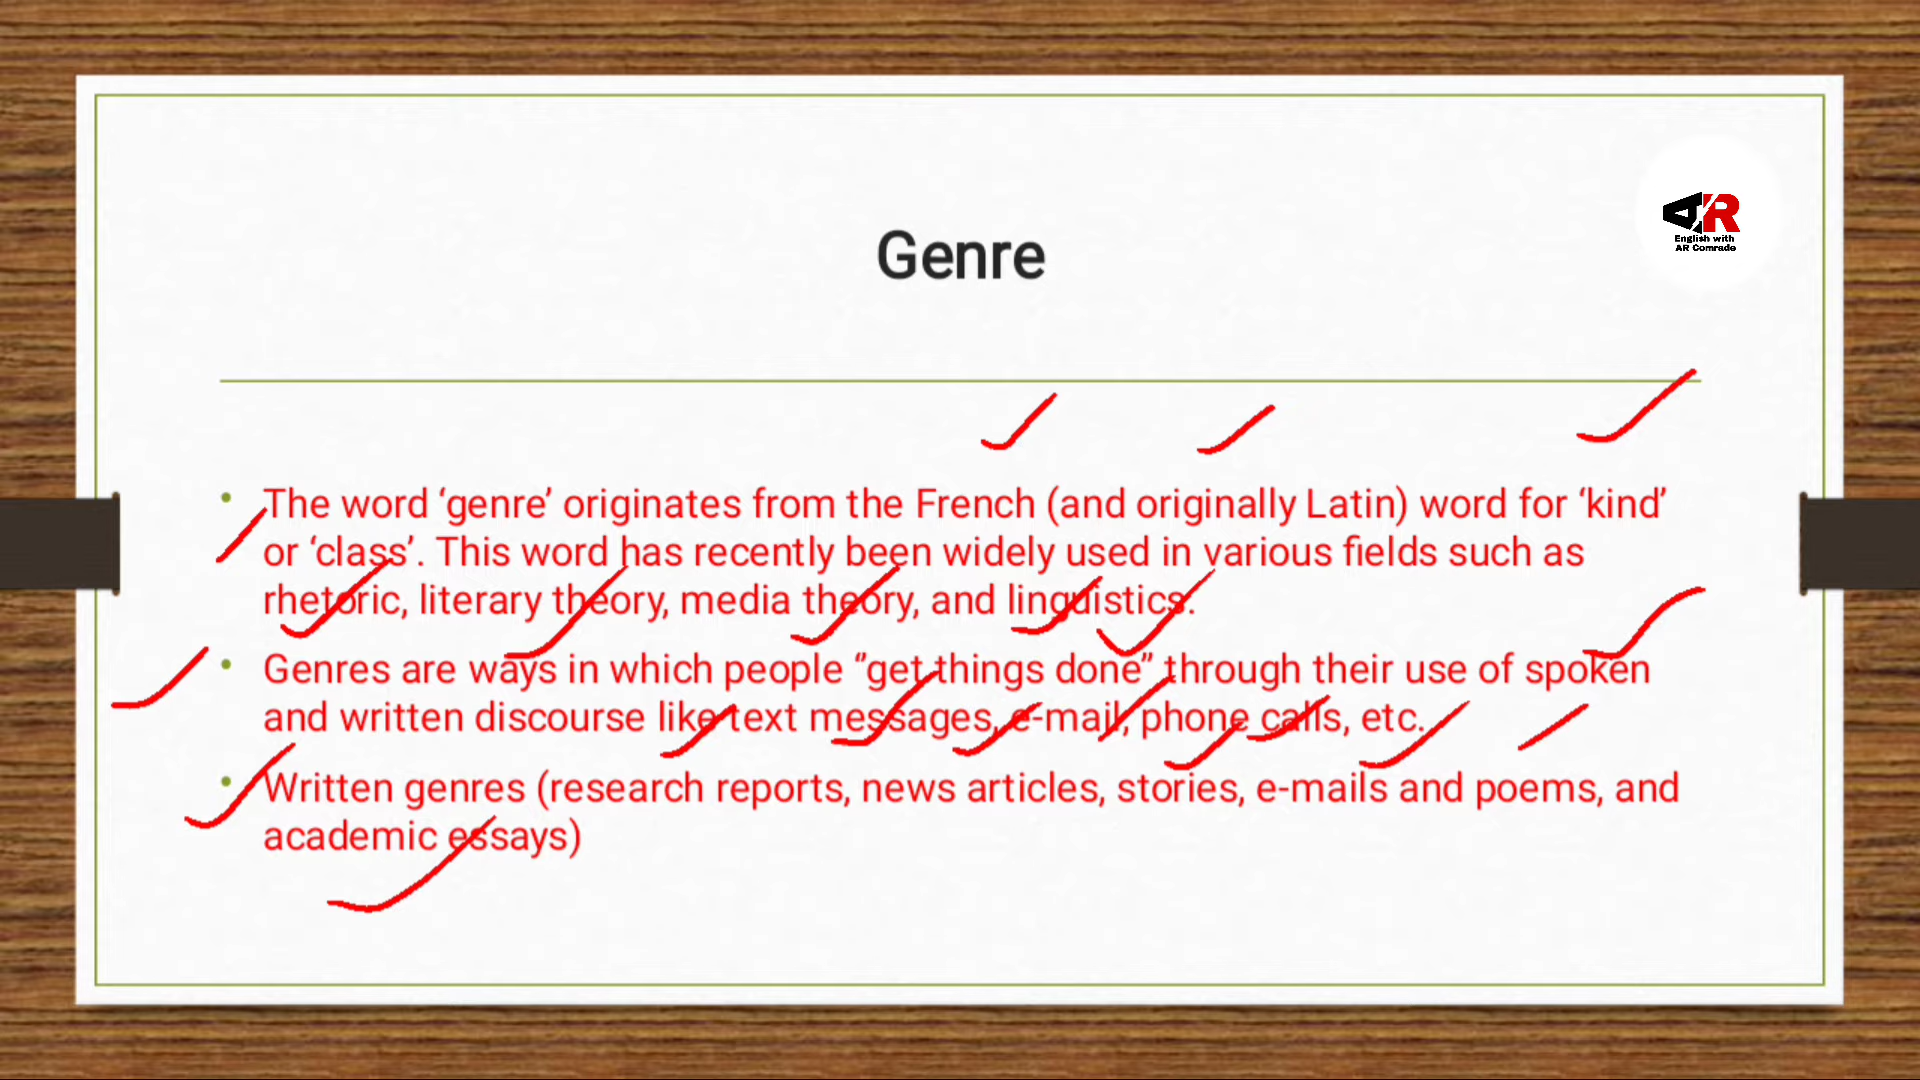 AR
English with
AR Comrade
Genre
• The word ‘genre’ originates from the French (and originally Latin) word for ‘kind’
or ‘class’. This word has recently been widely used in various fields such as
rhetoric, literary theory, media theory, and linguistics.
• Genres are ways in which people “get things done” through their use of spoken
and written discourse like text messages, e-mail, phone calls, etc.
• Written genres (research reports, news articles, stories, e-mails and poems, and
academic essays)